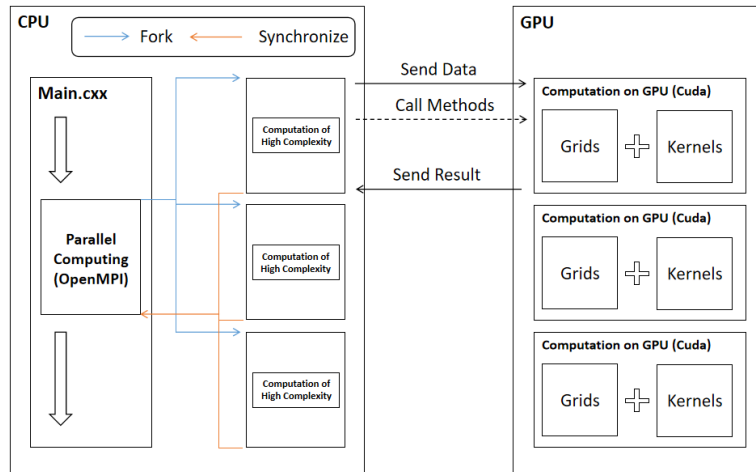 CPU
Fork
Synchronize
Main.cxx
Parallel
Computing
(OpenMPI)
Computation of
High Complexity
Computation of
High Complexity
Computation of
High Complexity
Send Data
Call Methods
Send Result
GPU
Computation on GPU (Cuda)
Grids
Kernels
Computation on GPU (Cuda)
Grids
Kernels
Computation on GPU (Cuda)
Grids
Kernels